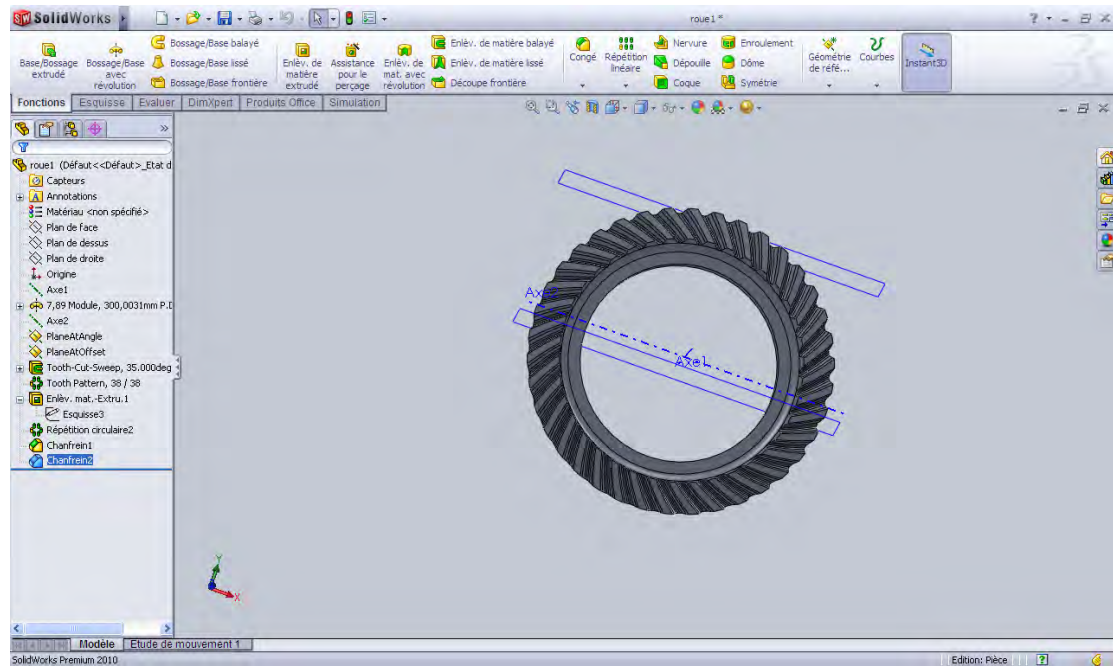 SolidWorks
roue1 *
Base/Bossage extrudé
Bossage/Base avec révolution
Bossage/Base balayé
Bossage/Base lissé
Bossage/Base frontière
Enlèv. de matière extrudé
Assistance pour le perçage
Enlèv. de mat. avec révolution
Enlèv. de matière balayé
Enlèv. de matière lissé
Découpe frontière
Congé
Répétition linéaire
Nervure
Dépouille
Coque
Enroulement
Dôme
Symétrie
Géométrie de réfé...
Courbes
Instant3D
Fonctions Esquisse Evaluer DimXpert Produits Office Simulation
roue1 (Défaut<<Défaut>_Etat d
Capteurs
Annotations
Matériau <non spécifié>
Plan de face
Plan de dessus
Plan de droite
Origine
Axe1
7,89 Module, 300,0031mm P.D
Axe2
PlaneAtAngle
PlaneAtOffset
Tooth-Cut-Sweep, 35.000deg
Tooth Pattern, 38 / 38
Enlèv. mat.-Extru.1
Esquisse3
Répétition circulaire2
Chanfrein1
Chanfrein2
Axe1
Y
X
Modèle Etude de mouvement 1
SolidWorks Premium 2010
Edition: Pièce